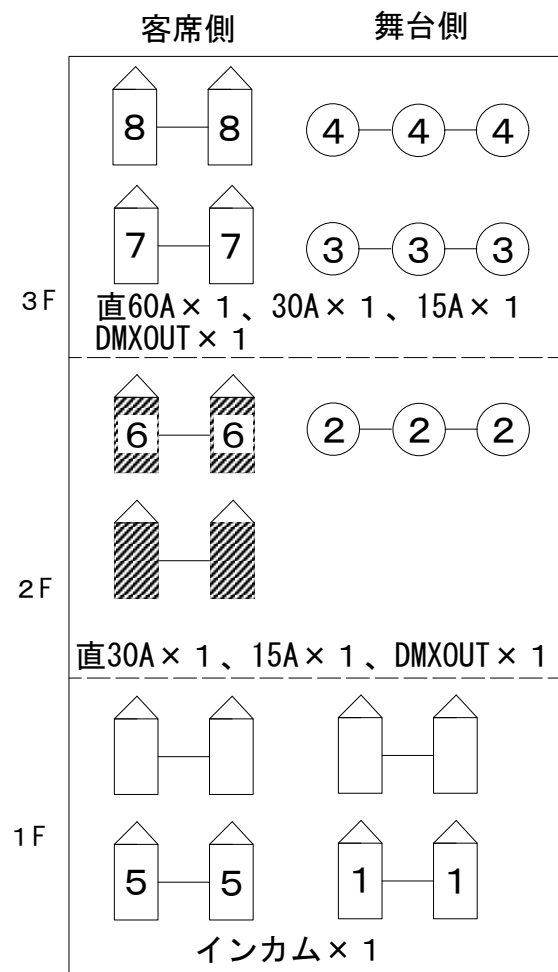 客席側 舞台側
8 8 4 4 4
7 7 3 3 3
3F
直60A×1、30A×1、15A×1
DMXOUT×1
6 6 2 2 2
2F
直30A×1、15A×1、DMXOUT×1
1F
5 5 1 1
インカム×1